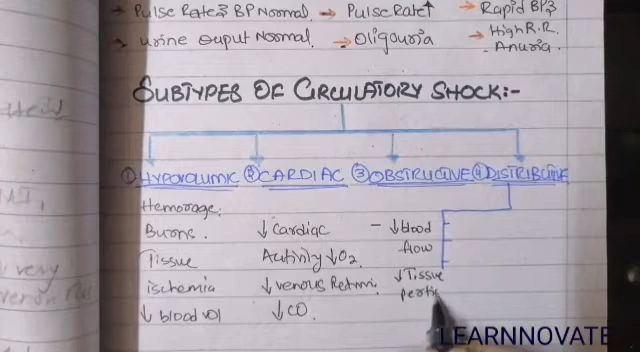 → Pulse Rate & BP Normal → Pulse Rate↑ → Rapid BP
→ Urine Ouput Normal → Oligouria → High R.R.
Anuria.
SUBTYPES OF CIRCULATORY SHOCK:-
① HYPOVOLUMIC ② CARDIAC ③ OBSTRUCTIVE ④ DISTRIBUTIVE
Hemorage:
Burns.
Tissue
ischemia
↓ blood vol
↓ Cardiac
Activity ↓O2.
↓ venous Return.
↓ CO.
- ↓ blood
flow
↓ Tissue
very
LEARNNOVATE